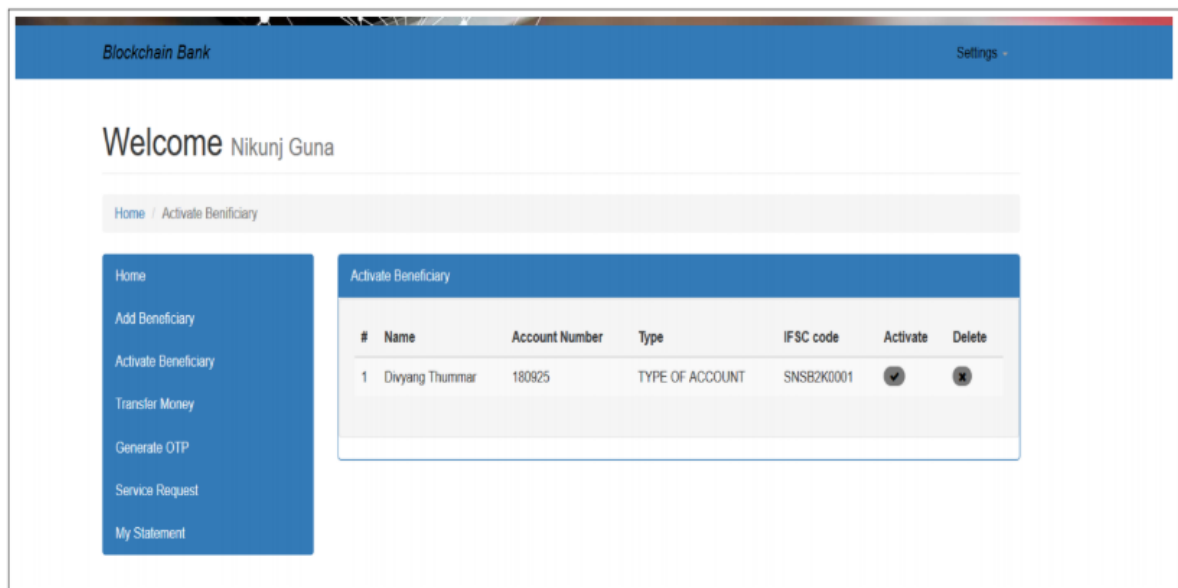 Blockchain Bank Settings
Welcome Nikunj Guna
Home / Activate Benificiary
Home
Add Beneficiary
Activate Beneficiary
Transfer Money
Generate OTP
Service Request
My Statement
Activate Beneficiary
# Name Account Number Type IFSC code Activate Delete
1 Divyang Thummar 180925 TYPE OF ACCOUNT SNSB2K0001